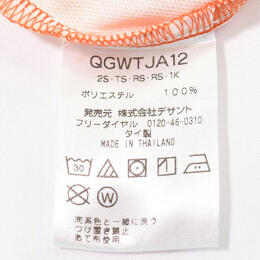 QGWTJA12
2S-TS-RS-RS-1K
ポリエステル 100%
発売元 株式会社デサント
フリーダイヤル 0120-46-0310
タイ製
MADE IN THAILAND
30
W
同系色と一緒に洗う
つけ置き禁止
あて布使用